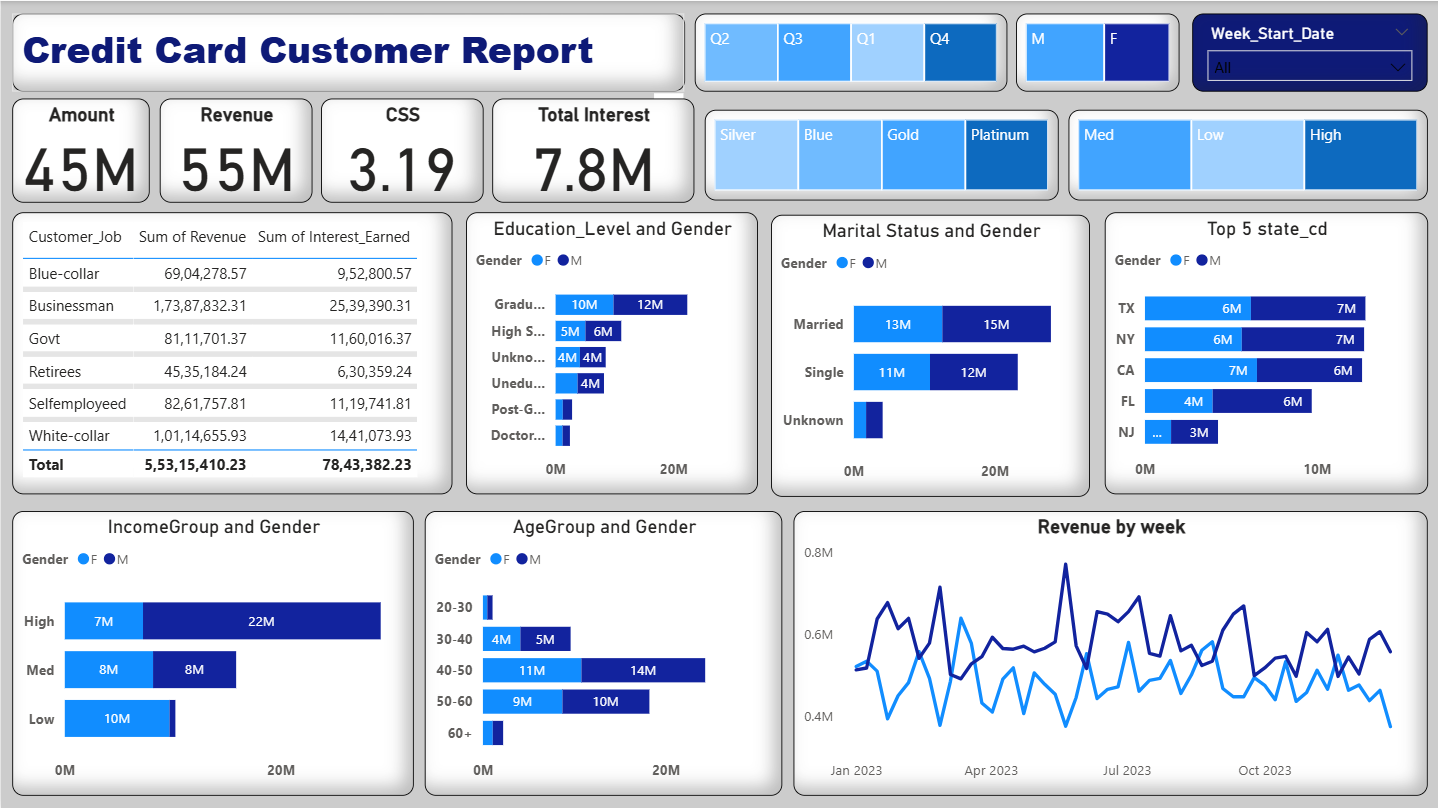 Credit Card Customer Report
Q2 Q3 Q1 Q4
M F
Week_Start_Date
All
Amount
45M
Revenue
55M
CSS
3.19
Total Interest
7.8M
Silver Blue Gold Platinum
Med Low High
Customer_Job Sum of Revenue Sum of Interest_Earned
Blue-collar 69,04,278.57 9,52,800.57
Businessman 1,73,87,832.31 25,39,390.31
Govt 81,11,701.37 11,60,016.37
Retirees 45,35,184.24 6,30,359.24
Selfemployeed 82,61,757.81 11,19,741.81
White-collar 1,01,14,655.93 14,41,073.93
Total 5,53,15,410.23 78,43,382.23
Education_Level and Gender
Gender F M
Gradu... 10M 12M
High S... 5M 6M
Unkno... 4M 4M
Unedu... 4M
Post-G...
Doctor...
0M 20M
Marital Status and Gender
Gender F M
Married 13M 15M
Single 11M 12M
Unknown
0M 20M
Top 5 state_cd
Gender F M
TX 6M 7M
NY 6M 7M
CA 7M 6M
FL 4M 6M
NJ ... 3M
0M 10M
IncomeGroup and Gender
Gender F M
High 7M 22M
Med 8M 8M
Low 10M
0M 20M
AgeGroup and Gender
Gender F M
20-30
30-40 4M 5M
40-50 11M 14M
50-60 9M 10M
60+
0M 20M
Revenue by week
0.8M
0.6M
0.4M
Jan 2023 Apr 2023 Jul 2023 Oct 2023